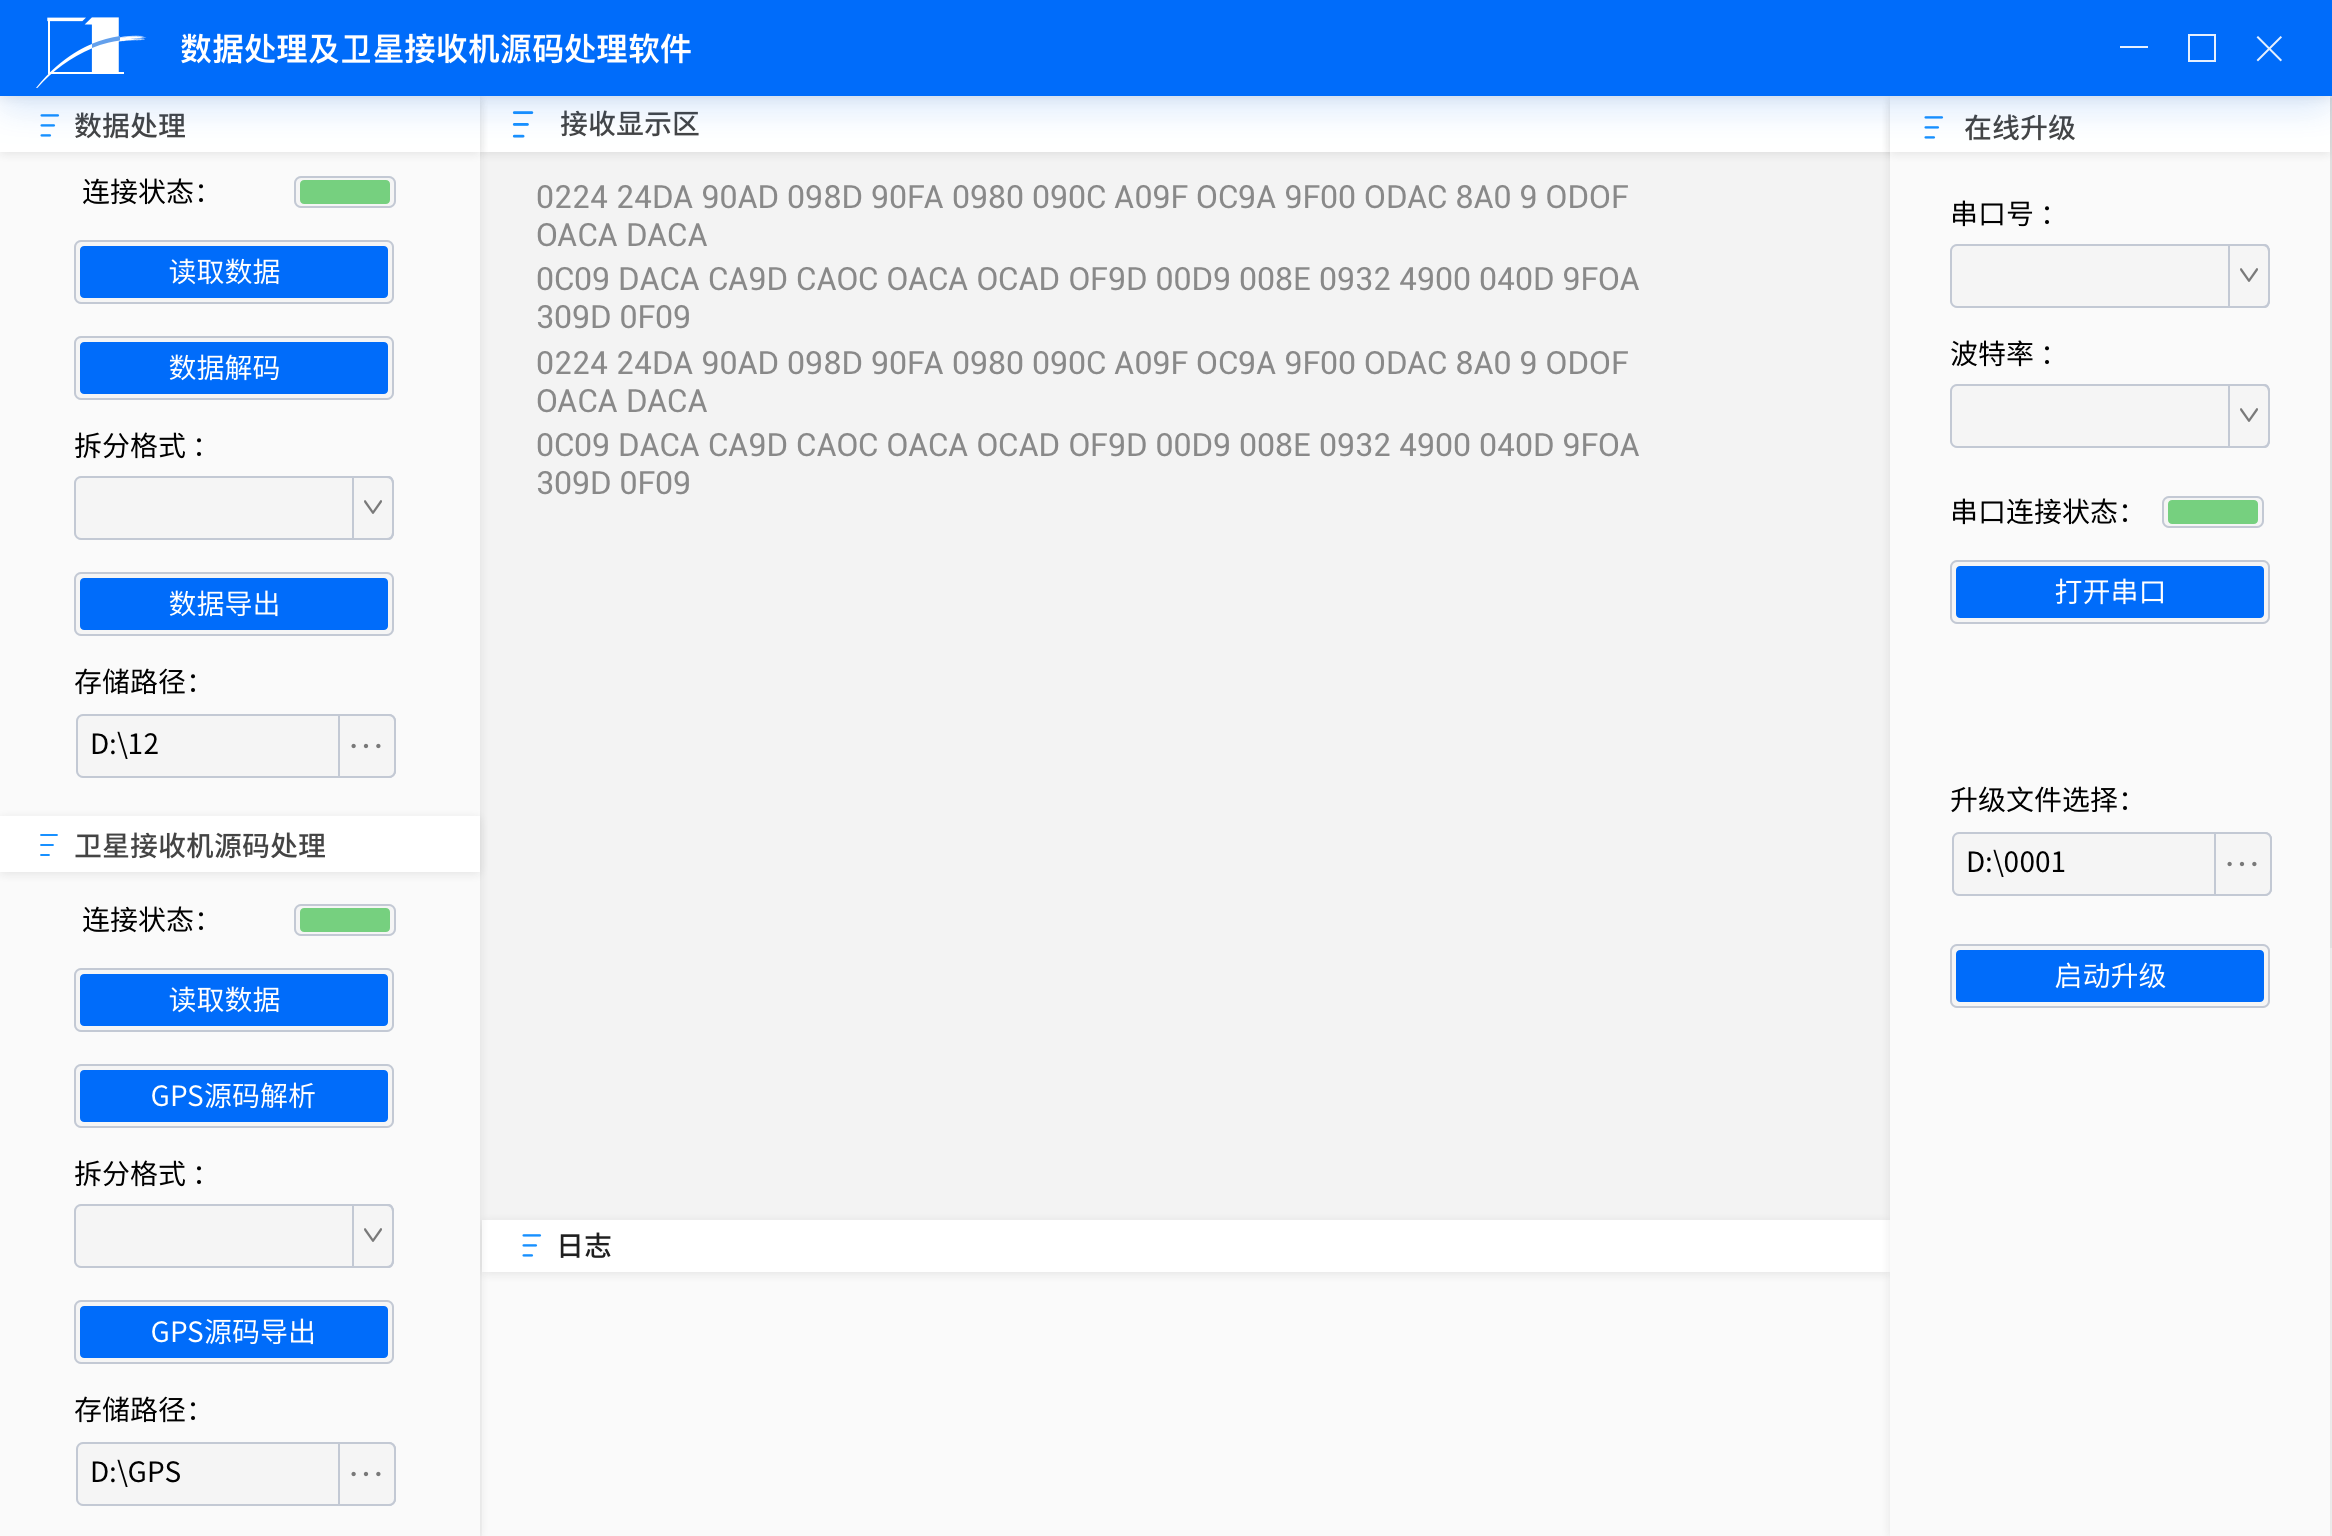 数据处理及卫星接收机源码处理软件
数据处理
连接状态：
读取数据
数据解码
拆分格式：
数据导出
存储路径：
D:\12
...
卫星接收机源码处理
连接状态：
读取数据
GPS源码解析
拆分格式：
GPS源码导出
存储路径：
D:\GPS
...
接收显示区
0224 24DA 90AD 098D 90FA 0980 090C A09F OC9A 9F00 ODAC 8A0 9 ODOF
OACA DACA
0C09 DACA CA9D CAOC OACA OCAD OF9D 00D9 008E 0932 4900 040D 9FOA
309D 0F09
0224 24DA 90AD 098D 90FA 0980 090C A09F OC9A 9F00 ODAC 8A0 9 ODOF
OACA DACA
0C09 DACA CA9D CAOC OACA OCAD OF9D 00D9 008E 0932 4900 040D 9FOA
309D 0F09
日志
在线升级
串口号：
波特率：
串口连接状态：
打开串口
升级文件选择：
D:\0001
...
启动升级